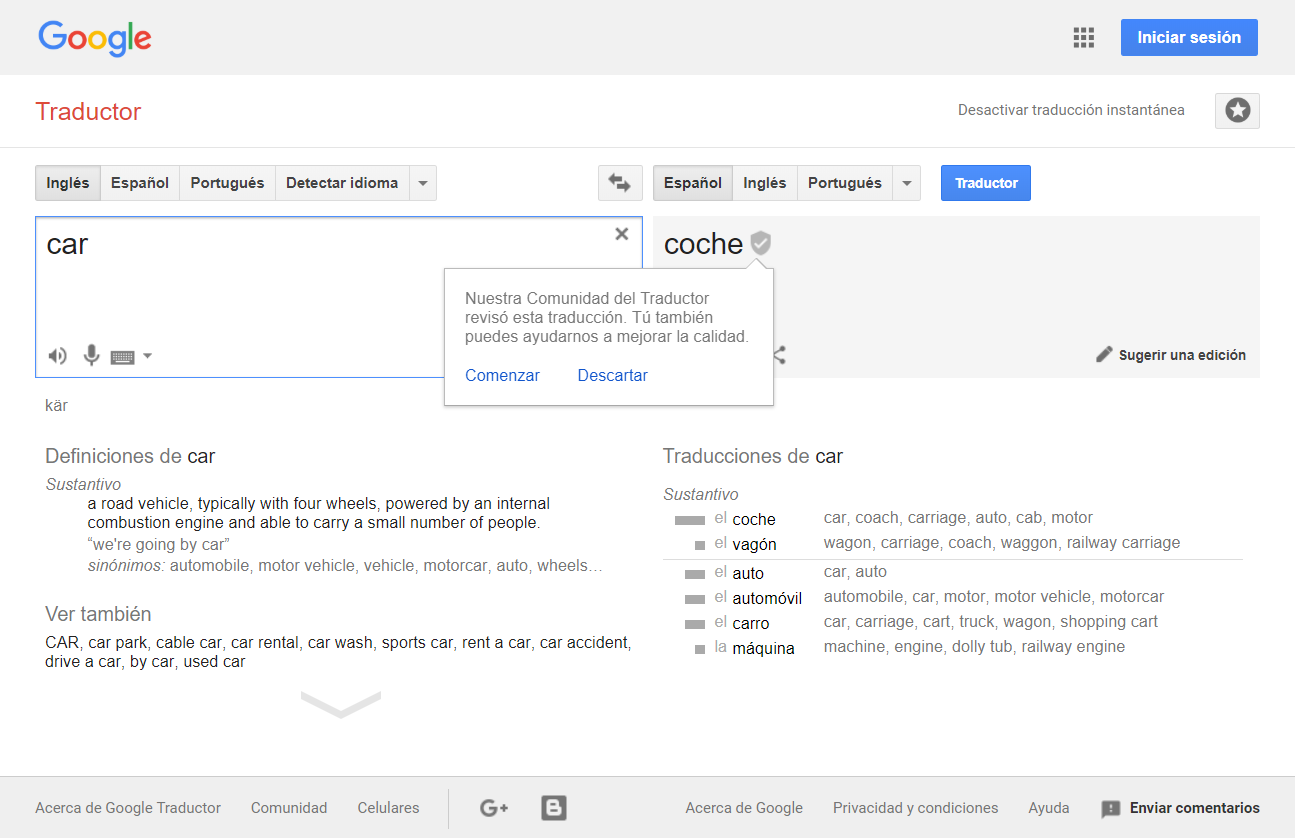 Google
Iniciar sesión
Traductor
Desactivar traducción instantánea
Inglés Español Portugués Detectar idioma
Español Inglés Portugués
Traductor
car
coche
Nuestra Comunidad del Traductor
revisó esta traducción. Tú también
puedes ayudarnos a mejorar la calidad.
Comenzar Descartar
Sugerir una edición
kär
Definiciones de car
Sustantivo
a road vehicle, typically with four wheels, powered by an internal
combustion engine and able to carry a small number of people.
“we're going by car”
sinónimos: automobile, motor vehicle, vehicle, motorcar, auto, wheels…
Ver también
CAR, car park, cable car, car rental, car wash, sports car, rent a car, car accident,
drive a car, by car, used car
Traducciones de car
Sustantivo
el coche car, coach, carriage, auto, cab, motor
el vagón wagon, carriage, coach, waggon, railway carriage
el auto car, auto
el automóvil automobile, car, motor, motor vehicle, motorcar
el carro car, carriage, cart, truck, wagon, shopping cart
la máquina machine, engine, dolly tub, railway engine
Acerca de Google Traductor Comunidad Celulares G+ B Acerca de Google Privacidad y condiciones Ayuda Enviar comentarios